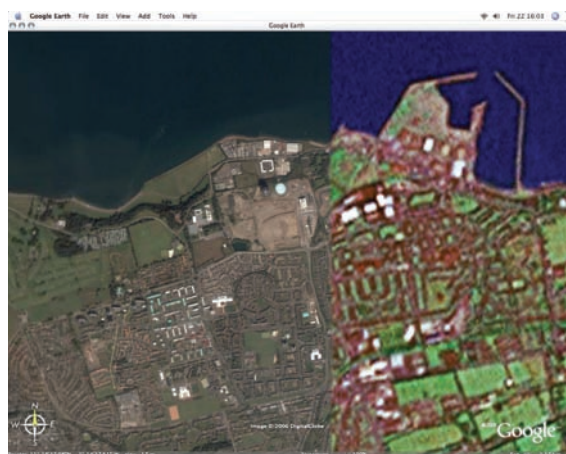 Google Earth File Edit View Add Tools Help Fri 22:16:03
Google Earth
N
W E
S
Image © 2006 DigitalGlobe
Google